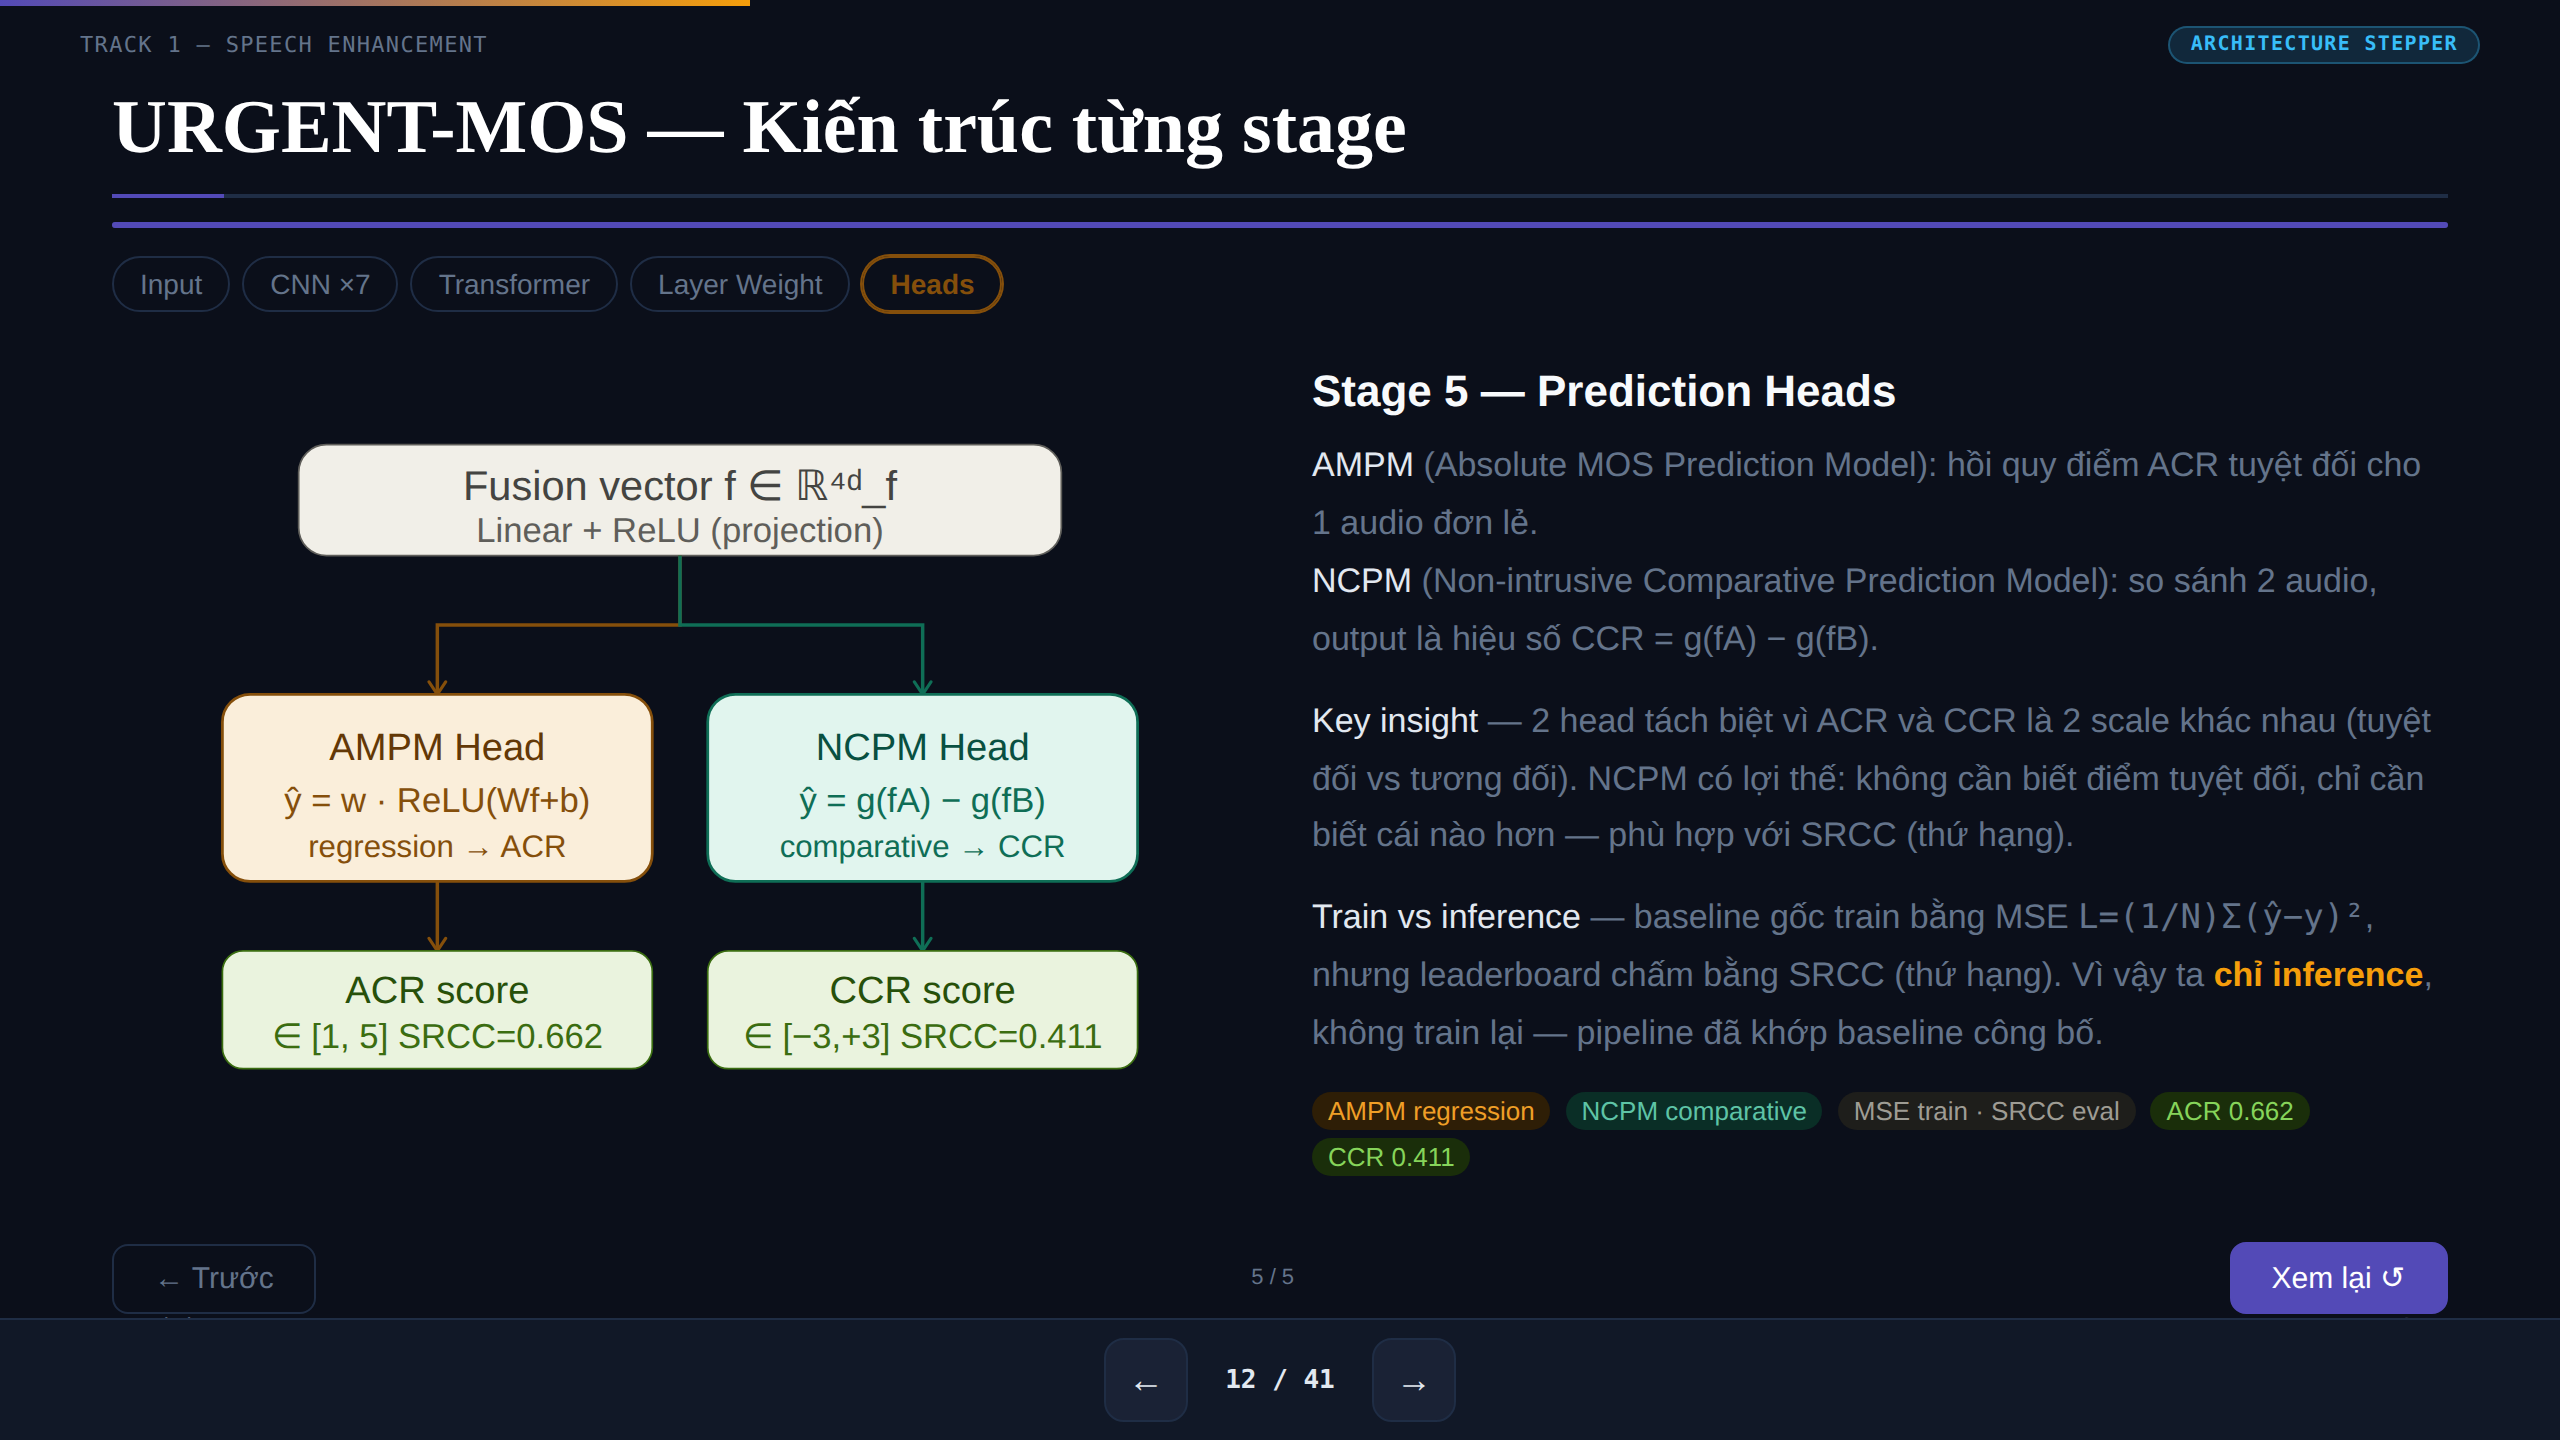 TRACK 1 — SPEECH ENHANCEMENT
ARCHITECTURE STEPPER
URGENT-MOS — Kiến trúc từng stage
Input
CNN ×7
Transformer
Layer Weight
Heads
Fusion vector f ∈ ℝ⁴ᵈ_f
Linear + ReLU (projection)
AMPM Head
ŷ = w · ReLU(Wf+b)
regression → ACR
NCPM Head
ŷ = g(fA) − g(fB)
comparative → CCR
ACR score
∈ [1, 5] SRCC=0.662
CCR score
∈ [−3,+3] SRCC=0.411
Stage 5 — Prediction Heads
AMPM (Absolute MOS Prediction Model): hồi quy điểm ACR tuyệt đối cho
1 audio đơn lẻ.
NCPM (Non-intrusive Comparative Prediction Model): so sánh 2 audio,
output là hiệu số CCR = g(fA) − g(fB).
Key insight — 2 head tách biệt vì ACR và CCR là 2 scale khác nhau (tuyệt
đối vs tương đối). NCPM có lợi thế: không cần biết điểm tuyệt đối, chỉ cần
biết cái nào hơn — phù hợp với SRCC (thứ hạng).
Train vs inference — baseline gốc train bằng MSE L=(1/N)Σ(ŷ−y)²,
nhưng leaderboard chấm bằng SRCC (thứ hạng). Vì vậy ta chỉ inference,
không train lại — pipeline đã khớp baseline công bố.
AMPM regression
NCPM comparative
MSE train · SRCC eval
ACR 0.662
CCR 0.411
← Trước
5 / 5
Xem lại ↺
←
12 / 41
→